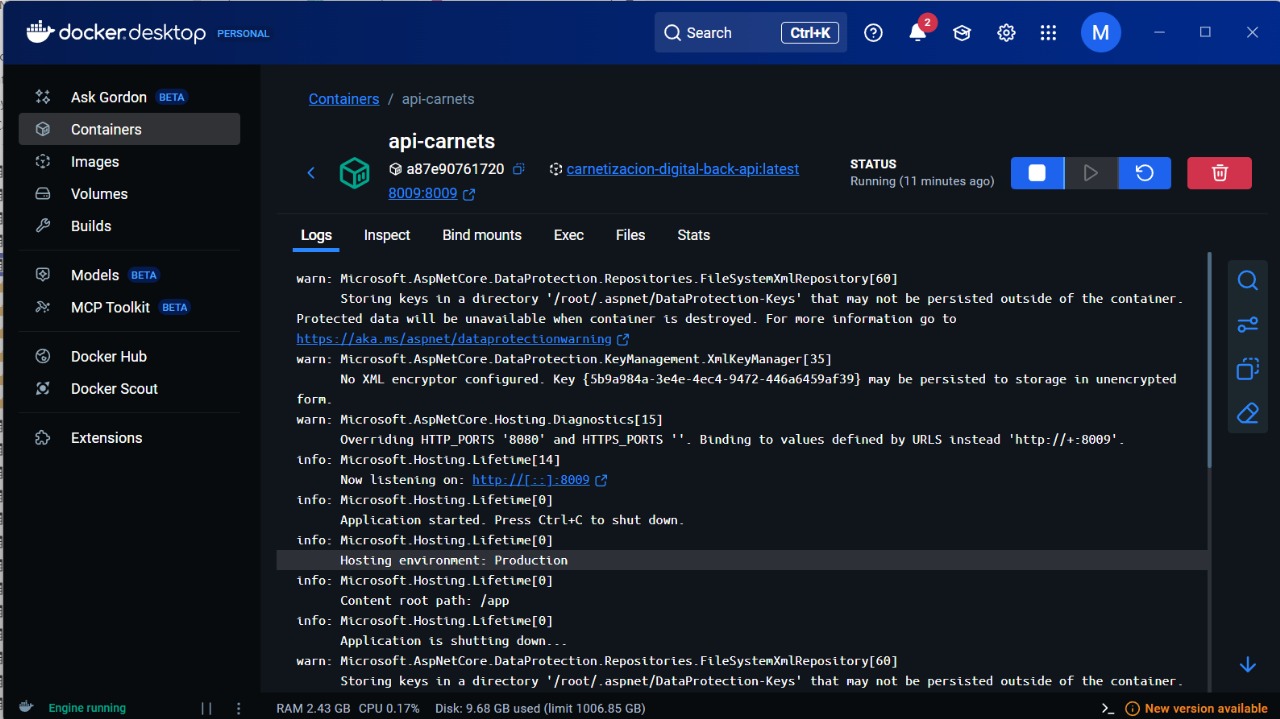 docker.desktop PERSONAL
Search Ctrl+K
2
M
Ask Gordon BETA
Containers
Images
Volumes
Builds
Models BETA
MCP Toolkit BETA
Docker Hub
Docker Scout
Extensions
Containers / api-carnets
api-carnets
a87e90761720
carnetizacion-digital-back-api:latest
8009:8009
STATUS
Running (11 minutes ago)
Logs Inspect Bind mounts Exec Files Stats
warn: Microsoft.AspNetCore.DataProtection.Repositories.FileSystemXmlRepository[60]
Storing keys in a directory '/root/.aspnet/DataProtection-Keys' that may not be persisted outside of the container.
Protected data will be unavailable when container is destroyed. For more information go to
https://aka.ms/aspnet/dataprotectionwarning
warn: Microsoft.AspNetCore.DataProtection.KeyManagement.XmlKeyManager[35]
No XML encryptor configured. Key {5b9a984a-3e4e-4ec4-9472-446a6459af39} may be persisted to storage in unencrypted
form.
warn: Microsoft.AspNetCore.Hosting.Diagnostics[15]
Overriding HTTP_PORTS '8080' and HTTPS_PORTS ''. Binding to values defined by URLS instead 'http://+:8009'.
info: Microsoft.Hosting.Lifetime[14]
Now listening on: http://[::]:8009
info: Microsoft.Hosting.Lifetime[0]
Application started. Press Ctrl+C to shut down.
info: Microsoft.Hosting.Lifetime[0]
Hosting environment: Production
info: Microsoft.Hosting.Lifetime[0]
Content root path: /app
info: Microsoft.Hosting.Lifetime[0]
Application is shutting down...
warn: Microsoft.AspNetCore.DataProtection.Repositories.FileSystemXmlRepository[60]
Storing keys in a directory '/root/.aspnet/DataProtection-Keys' that may not be persisted outside of the container.
Engine running
RAM 2.43 GB CPU 0.17% Disk: 9.68 GB used (limit 1006.85 GB)
New version available